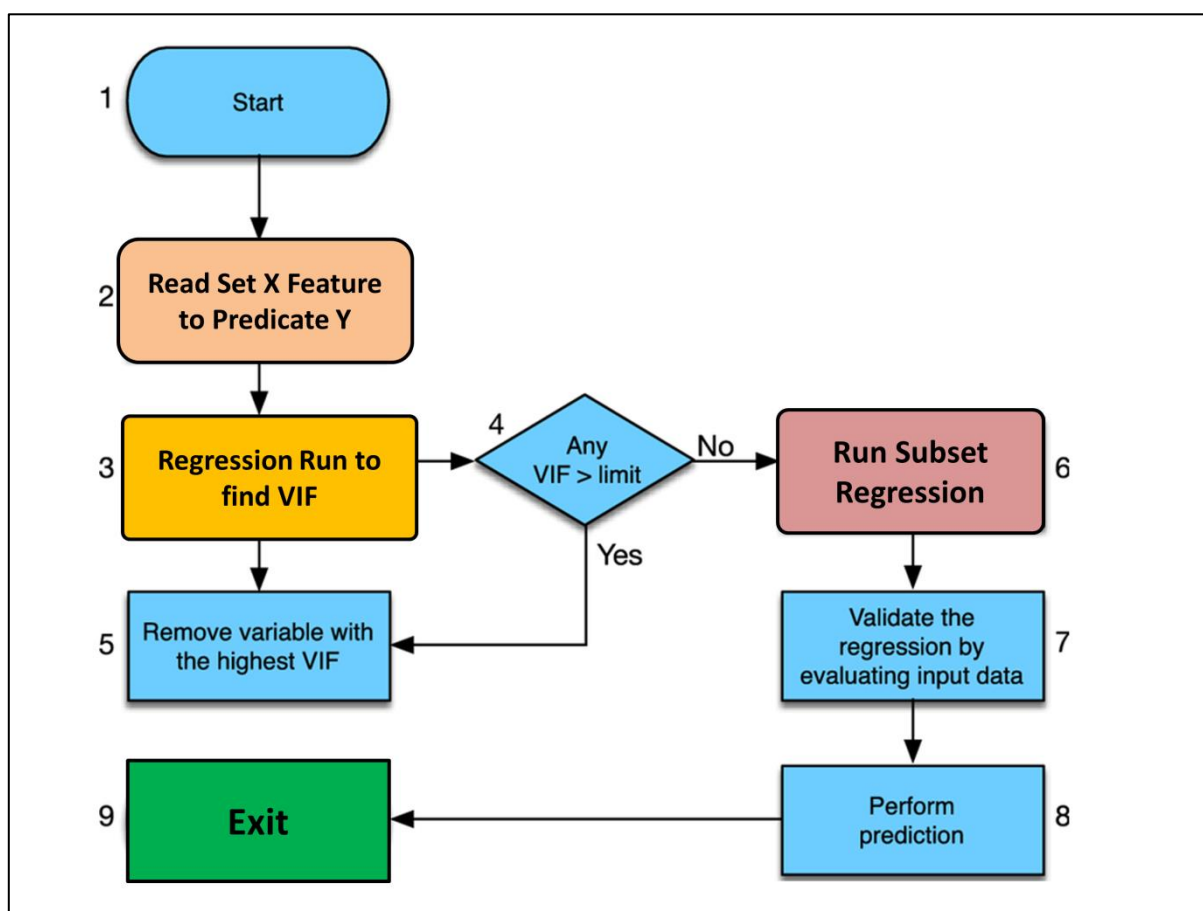 1
Start
2
Read Set X Feature
to Predicate Y
3
Regression Run to
find VIF
4
Any
VIF > limit
No
Yes
5
Remove variable with
the highest VIF
Run Subset
Regression
6
Validate the
regression by
evaluating input data
7
Perform
prediction
8
9
Exit